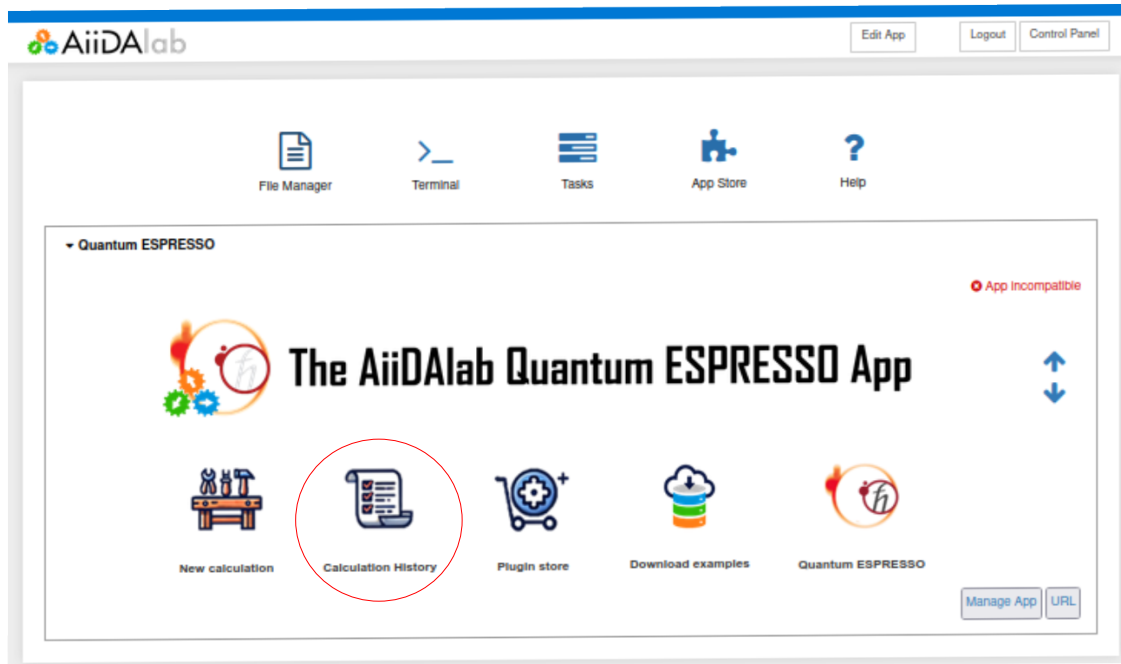 AiiDAlab
Edit App
Logout
Control Panel
File Manager
Terminal
Tasks
App Store
Help
Quantum ESPRESSO
App incompatible
The AiiDAlab Quantum ESPRESSO App
New calculation
Calculation History
Plugin store
Download examples
Quantum ESPRESSO
Manage App
URL